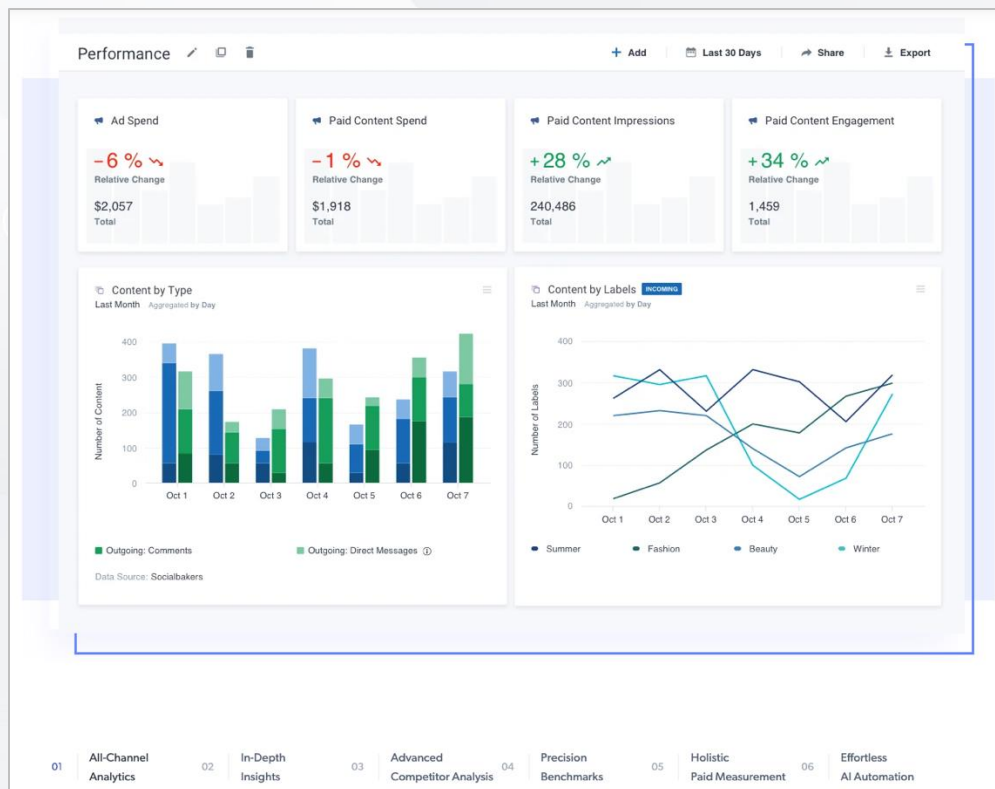 Performance
Add
Last 30 Days
Share
Export
Ad Spend
-6 %
Relative Change
$2,057
Total
Paid Content Spend
-1 %
Relative Change
$1,918
Total
Paid Content Impressions
+28 %
Relative Change
240,486
Total
Paid Content Engagement
+34 %
Relative Change
1,459
Total
Content by Type
Last Month Aggregated by Day
Number of Content
400
300
200
100
0
Oct 1 Oct 2 Oct 3 Oct 4 Oct 5 Oct 6 Oct 7
Outgoing: Comments
Outgoing: Direct Messages
Data Source: Socialbakers
Content by Labels INCOMING
Last Month Aggregated by Day
Number of Labels
400
300
200
100
0
Oct 1 Oct 2 Oct 3 Oct 4 Oct 5 Oct 6 Oct 7
Summer Fashion Beauty Winter
01
All-Channel
Analytics
02
In-Depth
Insights
03
Advanced
Competitor Analysis
04
Precision
Benchmarks
05
Holistic
Paid Measurement
06
Effortless
AI Automation